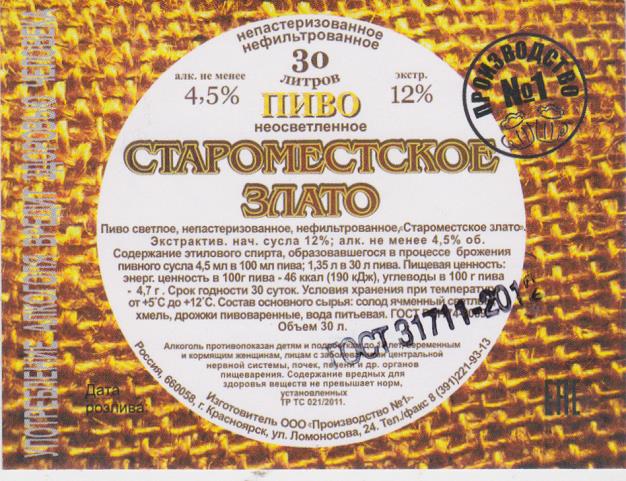 УПОТРЕБЛЕНИЕ АЛКОГОЛЯ ВРЕДИТ ЗДОРОВЬЮ ЧЕЛОВЕКА
непастеризованное
нефильтрованное
30
литров
алк. не менее
4,5%
экстр.
12%
ПИВО
неосветленное
ПРОИЗВОДСТВО
№1
СТАРОМЕСТСКОЕ
ЗЛАТО
Пиво светлое, непастеризованное, нефильтрованное,«Староместское злато».
Экстрактив. нач. сусла 12%; алк. не менее 4,5% об.
Содержание этилового спирта, образовавшегося в процессе брожения
пивного сусла 4,5 мл в 100 мл пива; 1,35 л в 30 л пива. Пищевая ценность:
энерг. ценность в 100г пива - 46 ккал (190 кДж), углеводы в 100 г пива
- 4,7 г . Срок годности 30 суток. Условия хранения при температуре
от +5°С до +12°С. Состав основного сырья: солод ячменный светлый,
хмель, дрожжи пивоваренные, вода питьевая. ГОСТ
Объем 30 л.
ГОСТ 31711-2012
Алкоголь противопоказан детям и подросткам до 18 лет, беременным
и кормящим женщинам, лицам с заболеваниями центральной
нервной системы, почек, печени и др. органов
пищеварения. Содержание вредных для
здоровья веществ не превышает норм,
установленных
ТР ТС 021/2011.
Дата
розлива
Россия, 660058, г. Красноярск, ул. Ломоносова, 24. Тел./факс 8 (391)221-93-13
Изготовитель ООО «Производство №1».
ЕАС